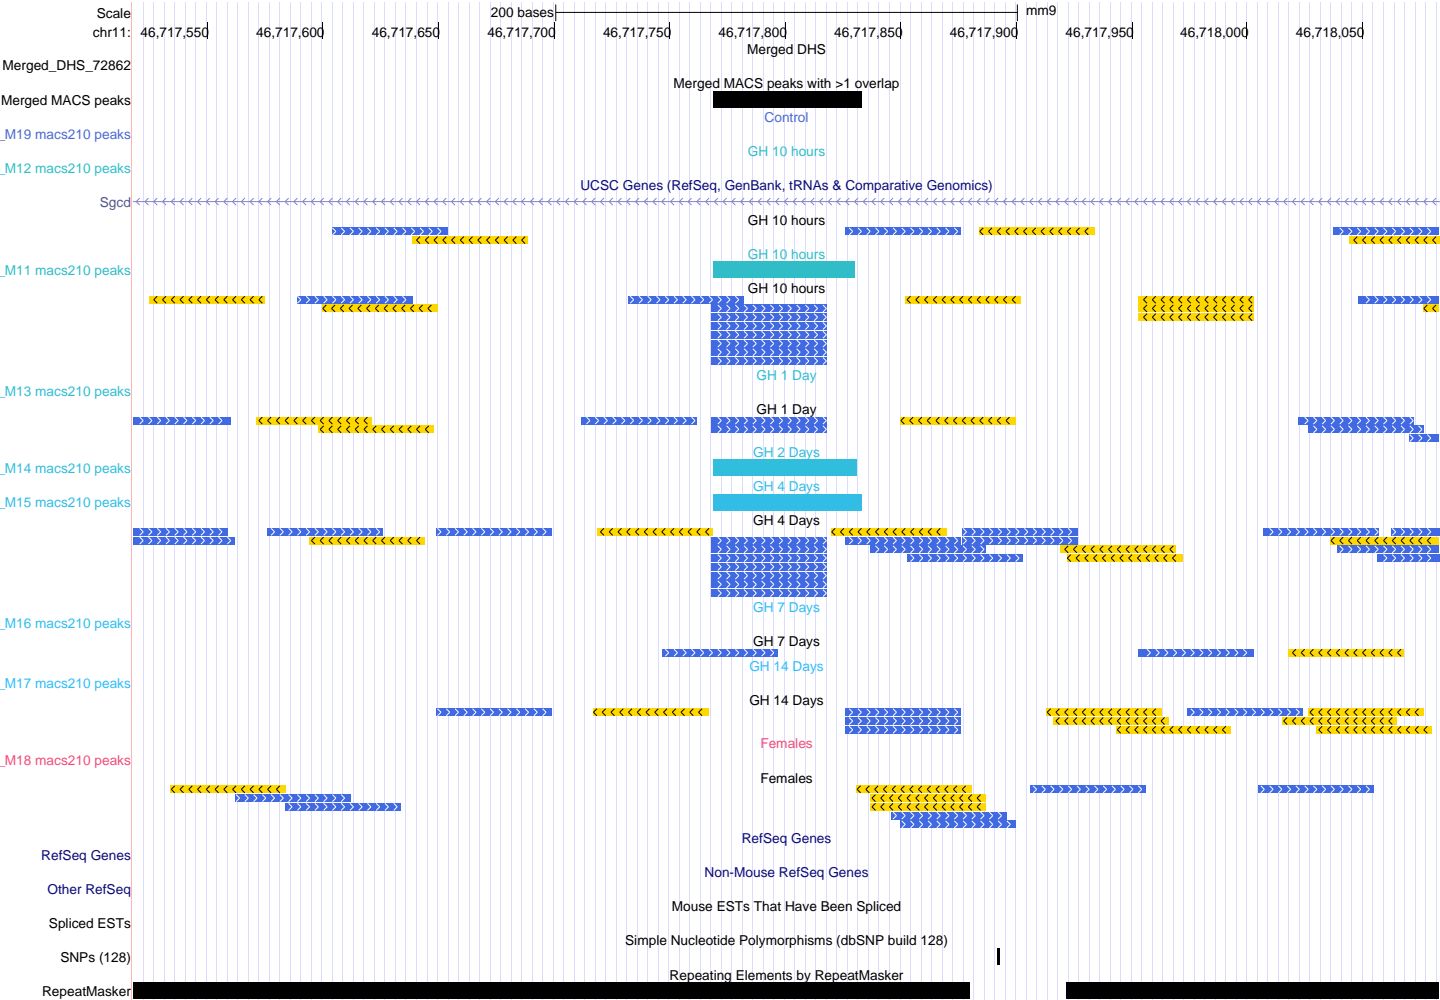 Scale 200 bases mm9
chr11: 46,717,550 46,717,600 46,717,650 46,717,700 46,717,750 46,717,800 46,717,850 46,717,900 46,717,950 46,718,000 46,718,050
Merged DHS
Merged_DHS_72862
Merged MACS peaks with >1 overlap
Merged MACS peaks
Control
_M19 macs210 peaks
GH 10 hours
_M12 macs210 peaks
UCSC Genes (RefSeq, GenBank, tRNAs & Comparative Genomics)
Sgcd
GH 10 hours
GH 10 hours
_M11 macs210 peaks
GH 10 hours
GH 1 Day
_M13 macs210 peaks
GH 1 Day
GH 2 Days
_M14 macs210 peaks
GH 4 Days
_M15 macs210 peaks
GH 4 Days
GH 7 Days
_M16 macs210 peaks
GH 7 Days
GH 14 Days
_M17 macs210 peaks
GH 14 Days
Females
_M18 macs210 peaks
Females
RefSeq Genes
RefSeq Genes
Non-Mouse RefSeq Genes
Other RefSeq
Mouse ESTs That Have Been Spliced
Spliced ESTs
Simple Nucleotide Polymorphisms (dbSNP build 128)
SNPs (128)
Repeating Elements by RepeatMasker
RepeatMasker